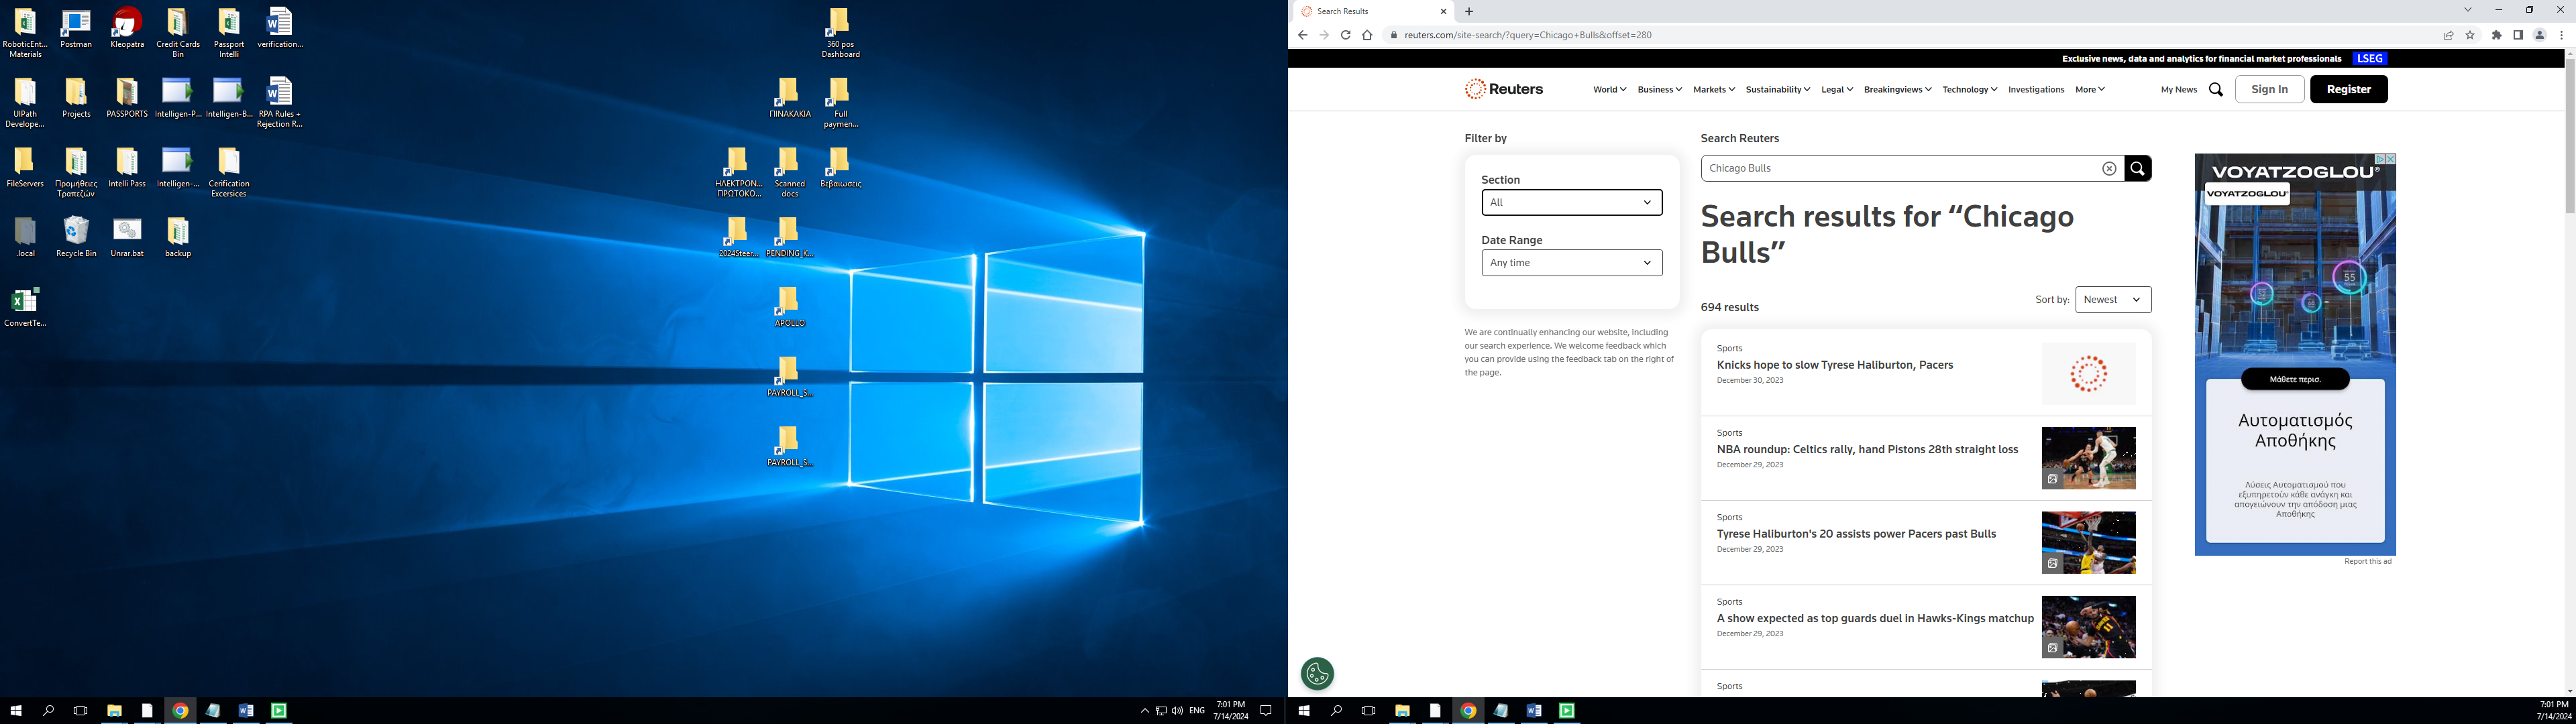 RoboticEnt... Materials
Postman
Kleopatra
Credit Cards Bin
Passport Intelli
verification...
360 pos Dashboard
UIPath Develope...
Projects
PASSPORTS
Intelligen-P...
Intelligen-B...
RPA Rules + Rejection R...
ΠΙΝΑΚΑΚΙΑ
Full paymen...
FileServers
Προμήθειες Τραπεζών
Intelli Pass
Intelligen-...
Cerification Excersices
ΗΛΕΚΤΡΟΝ... ΠΡΩΤΟΚΟ...
Scanned docs
Βεβαιωσεις
.local
Recycle Bin
Unrar.bat
backup
2024Steer...
PENDING_K...
ConvertTe...
APOLLO
PAYROLL_S...
PAYROLL_S...
ENG
7:01 PM
7/14/2024
Search Results
reuters.com/site-search/?query=Chicago+Bulls&offset=280
Exclusive news, data and analytics for financial market professionals LSEG
Reuters
World Business Markets Sustainability Legal Breakingviews Technology Investigations More
My News
Sign In
Register
Filter by
Section
All
Date Range
Any time
We are continually enhancing our website, including
our search experience. We welcome feedback which
you can provide using the feedback tab on the right of
the page.
Search Reuters
Chicago Bulls
Search results for “Chicago
Bulls”
694 results
Sort by: Newest
Sports
Knicks hope to slow Tyrese Haliburton, Pacers
December 30, 2023
Sports
NBA roundup: Celtics rally, hand Pistons 28th straight loss
December 29, 2023
Sports
Tyrese Haliburton's 20 assists power Pacers past Bulls
December 29, 2023
Sports
A show expected as top guards duel in Hawks-Kings matchup
December 29, 2023
Sports
VOYATZOGLOU
VOYATZOGLOU
55
Μάθετε περισ.
Αυτοματισμός
Αποθήκης
Λύσεις Αυτοματισμού που
εξυπηρετούν κάθε ανάγκη και
απογειώνουν την απόδοση μιας
Αποθήκης
Report this ad
7:01 PM
7/14/2024